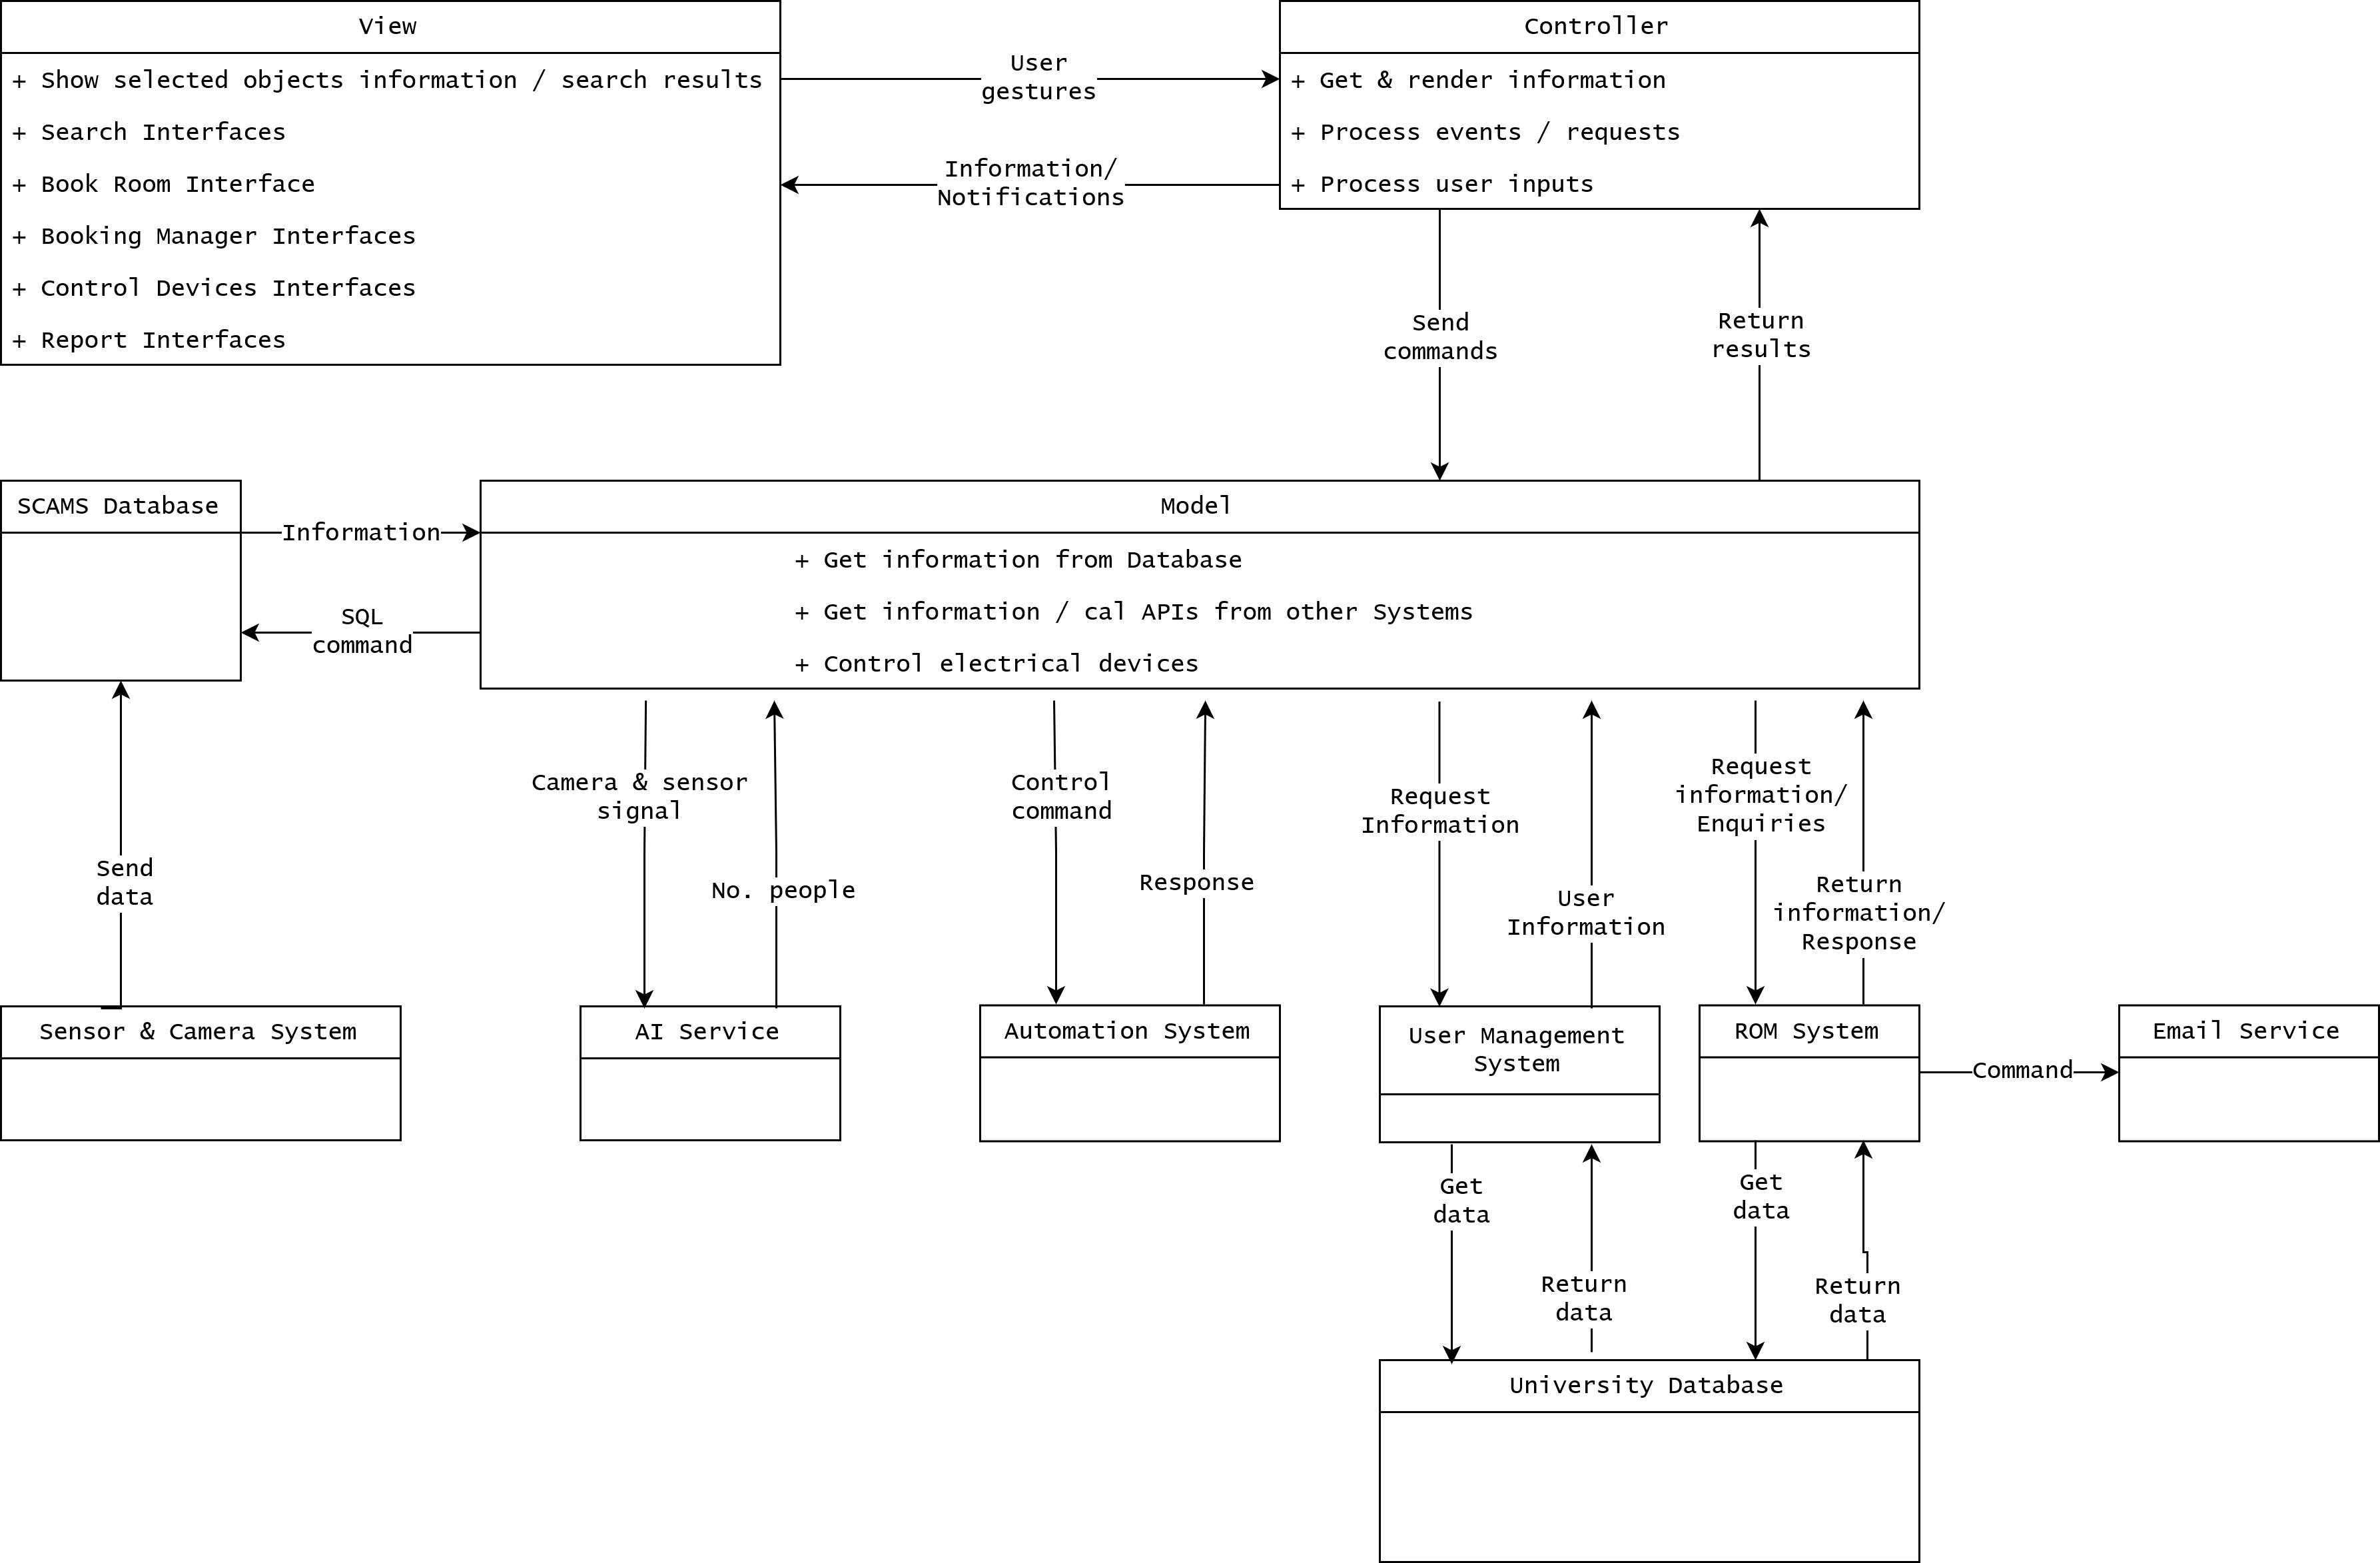 View
+ Show selected objects information / search results
+ Search Interfaces
+ Book Room Interface
+ Booking Manager Interfaces
+ Control Devices Interfaces
+ Report Interfaces
User
gestures
Information/
Notifications
Controller
+ Get & render information
+ Process events / requests
+ Process user inputs
Send
commands
Return
results
SCAMS Database
Information
SQL
command
Model
+ Get information from Database
+ Get information / cal APIs from other Systems
+ Control electrical devices
Send
data
Camera & sensor
signal
No. people
Control
command
Response
Request
Information
User
Information
Request
information/
Enquiries
Return
information/
Response
Sensor & Camera System
AI Service
Automation System
User Management
System
ROM System
Command
Email Service
Get
data
Return
data
Get
data
Return
data
University Database